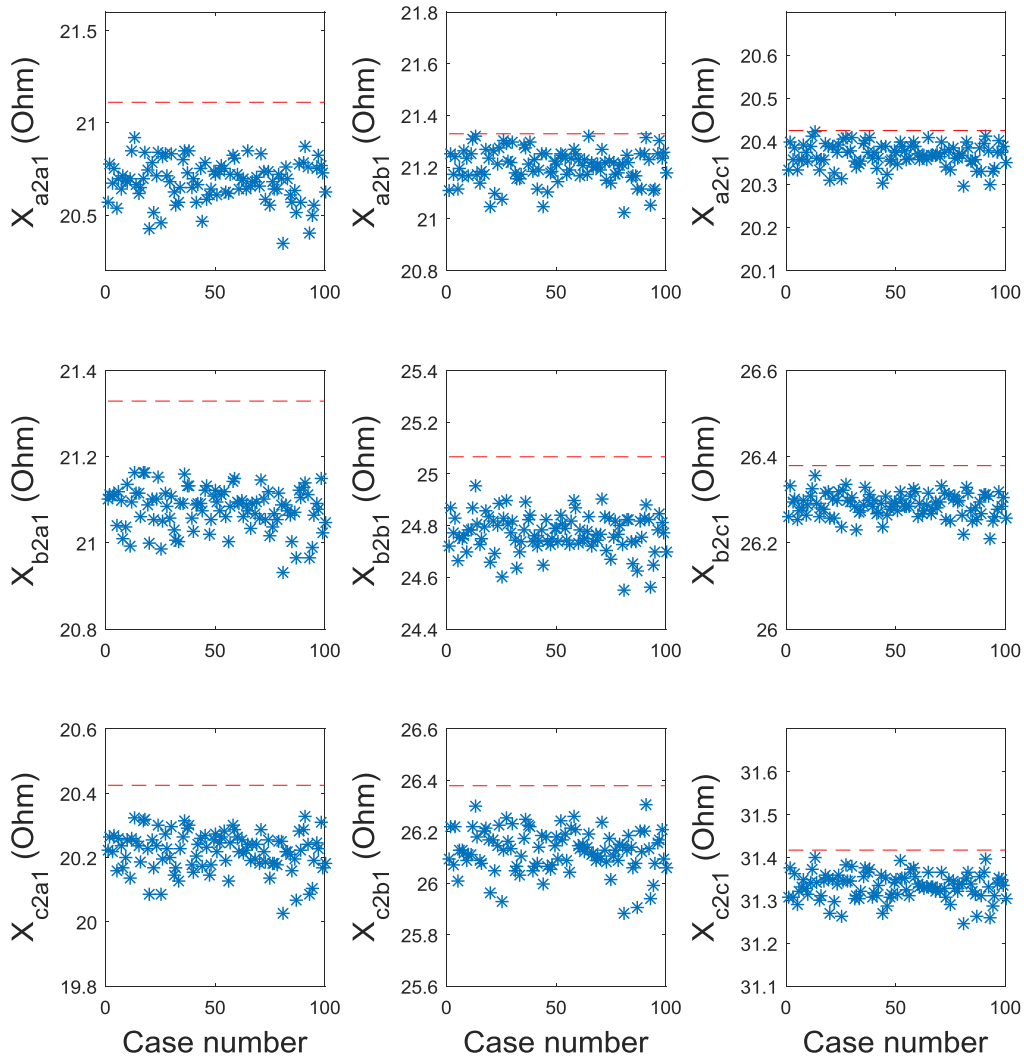 21.6
21.5
21
20.5
X_a2a1 (Ohm)
0 50 100
21.8
21.6
21.4
21.2
21
20.8
X_a2b1 (Ohm)
0 50 100
20.6
20.5
20.4
20.3
20.2
20.1
X_a2c1 (Ohm)
0 50 100
21.4
21.2
21
20.8
X_b2a1 (Ohm)
0 50 100
25.4
25.2
25
24.8
24.6
24.4
X_b2b1 (Ohm)
0 50 100
26.6
26.4
26.2
26
X_b2c1 (Ohm)
0 50 100
20.6
20.4
20.2
20
19.8
X_c2a1 (Ohm)
0 50 100
Case number
26.6
26.4
26.2
26
25.8
25.6
X_c2b1 (Ohm)
0 50 100
Case number
31.6
31.5
31.4
31.3
31.2
31.1
X_c2c1 (Ohm)
0 50 100
Case number